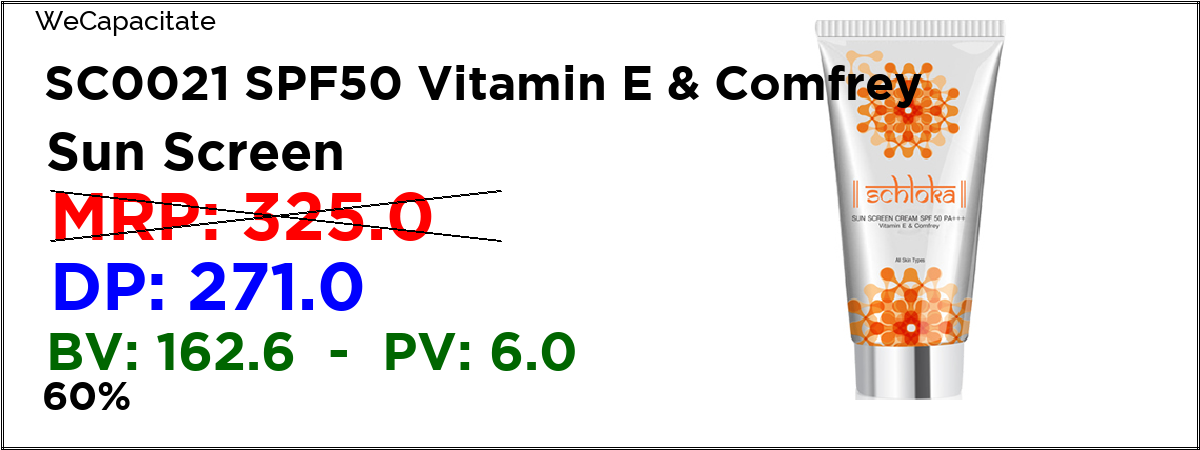 WeCapacitate
SC0021 SPF50 Vitamin E & Comfrey
Sun Screen
MRP: 325.0
DP: 271.0
BV: 162.6 - PV: 6.0
60%
schloka
SUN SCREEN CREAM SPF 50 PA+++
'Vitamin E & Comfrey'
All Skin Types